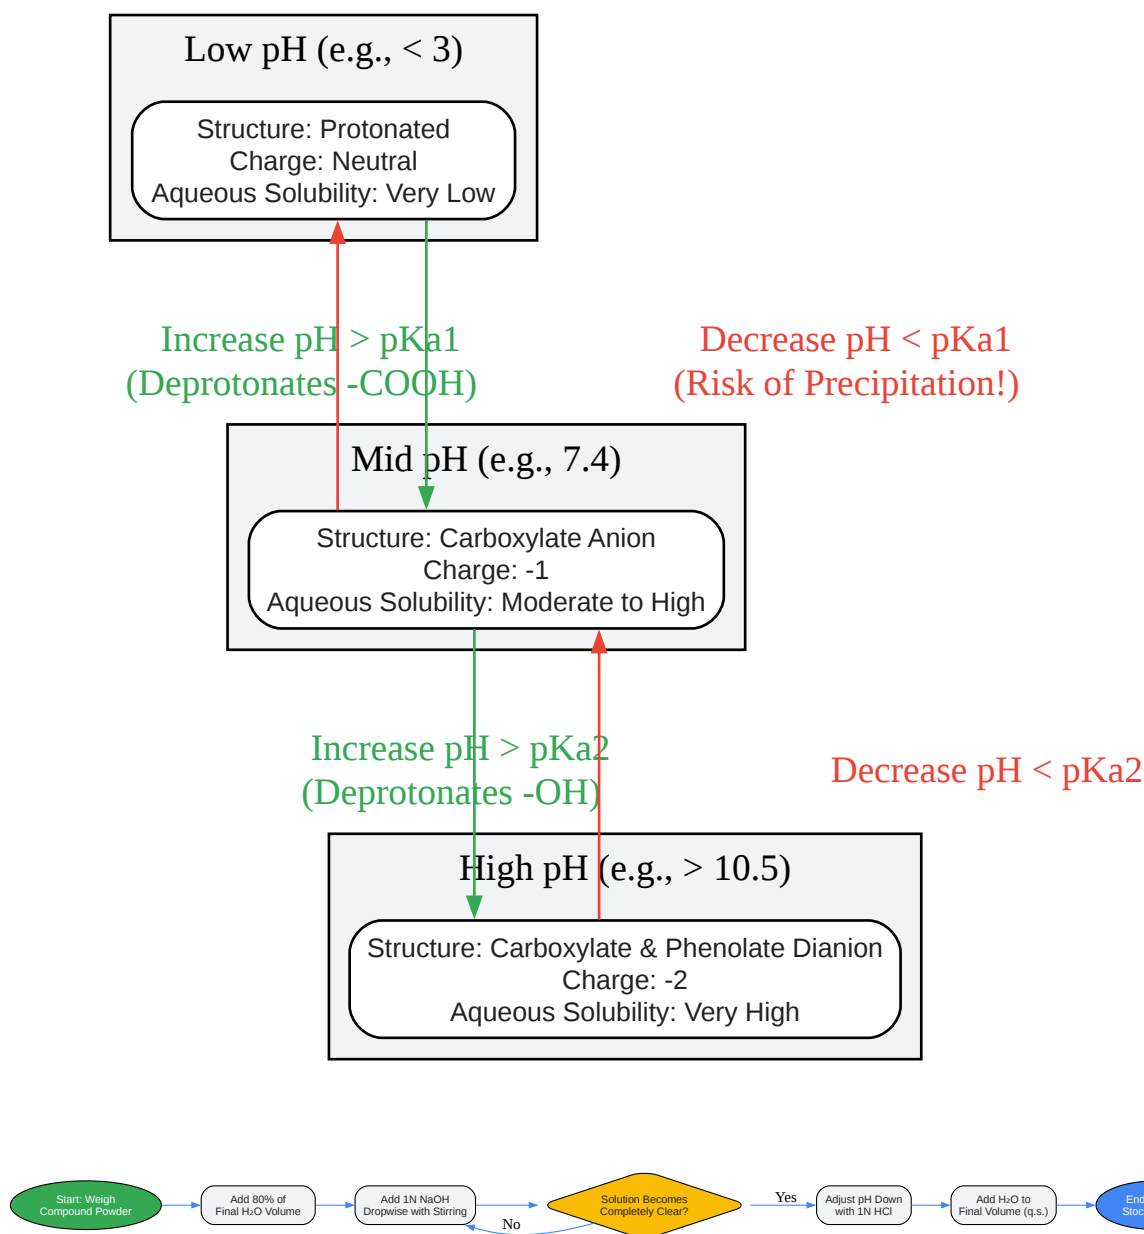 Low pH (e.g., < 3)
Structure: Protonated
Charge: Neutral
Aqueous Solubility: Very Low
Increase pH > pKa1
(Deprotonates -COOH)
Decrease pH < pKa1
(Risk of Precipitation!)
Mid pH (e.g., 7.4)
Structure: Carboxylate Anion
Charge: -1
Aqueous Solubility: Moderate to High
Increase pH > pKa2
(Deprotonates -OH)
Decrease pH < pKa2
High pH (e.g., > 10.5)
Structure: Carboxylate & Phenolate Dianion
Charge: -2
Aqueous Solubility: Very High
Start: Weigh
Compound Powder
Add 80% of
Final H₂O Volume
Add 1N NaOH
Dropwise with Stirring
No
Solution Becomes
Completely Clear?
Yes
Adjust pH Down
with 1N HCl
Add H₂O to
Final Volume (q.s.)
End
Stoc